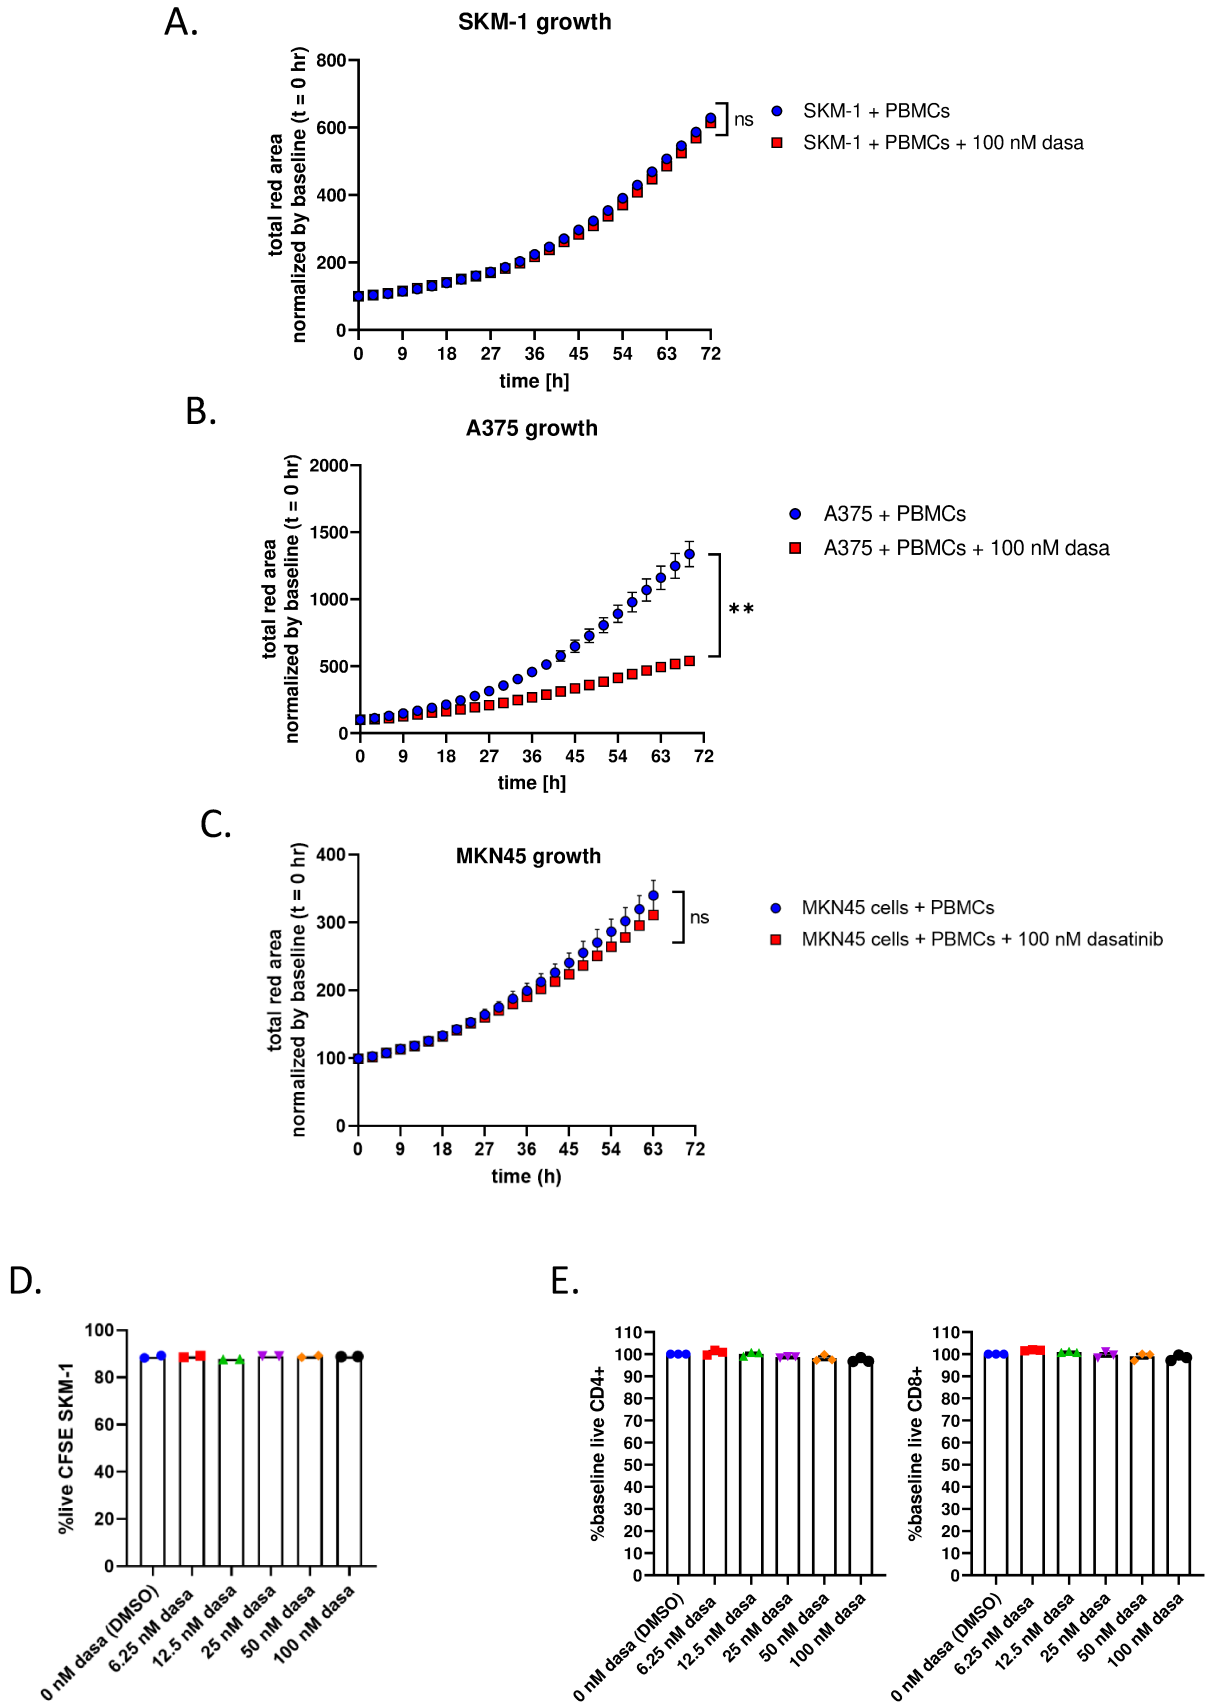 A.
SKM-1 growth
total red area
normalized by baseline (t = 0 hr)
800
600
400
200
0
0 9 18 27 36 45 54 63 72
time [h]
ns
SKM-1 + PBMCs
SKM-1 + PBMCs + 100 nM dasa
B.
A375 growth
total red area
normalized by baseline (t = 0 hr)
2000
1500
1000
500
0
0 9 18 27 36 45 54 63 72
time [h]
**
A375 + PBMCs
A375 + PBMCs + 100 nM dasa
C.
MKN45 growth
total red area
normalized by baseline (t = 0 hr)
400
300
200
100
0
0 9 18 27 36 45 54 63 72
time (h)
ns
MKN45 cells + PBMCs
MKN45 cells + PBMCs + 100 nM dasatinib
D.
%live CFSE SKM-1
100
80
60
40
20
0
0 nM dasa (DMSO)
6.25 nM dasa
12.5 nM dasa
25 nM dasa
50 nM dasa
100 nM dasa
E.
%baseline live CD4+
110
100
90
80
70
60
50
40
30
20
10
0
0 nM dasa (DMSO)
6.25 nM dasa
12.5 nM dasa
25 nM dasa
50 nM dasa
100 nM dasa
%baseline live CD8+
110
100
90
80
70
60
50
40
30
20
10
0
0 nM dasa (DMSO)
6.25 nM dasa
12.5 nM dasa
25 nM dasa
50 nM dasa
100 nM dasa